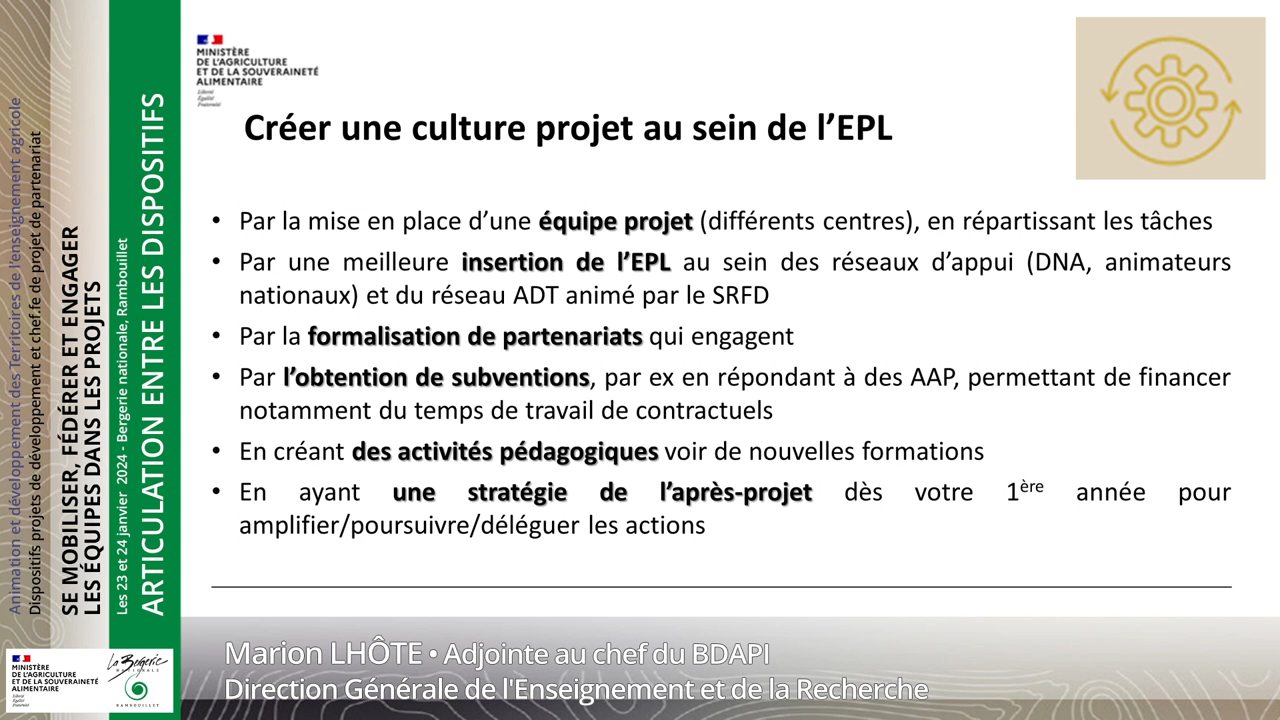 Animation et développement des Territoires de l'enseignement agricole
Dispositifs projets de développement et chef.fe de projet de partenariat
SE MOBILISER, FÉDÉRER ET ENGAGER
LES ÉQUIPES DANS LES PROJETS
Les 23 et 24 janvier 2024 - Bergerie nationale, Rambouillet
ARTICULATION ENTRE LES DISPOSITIFS
MINISTÈRE
DE L'AGRICULTURE
ET DE LA SOUVERAINETÉ
ALIMENTAIRE
Liberté
Égalité
Fraternité
Créer une culture projet au sein de l’EPL
• Par la mise en place d’une équipe projet (différents centres), en répartissant les tâches
• Par une meilleure insertion de l’EPL au sein des réseaux d’appui (DNA, animateurs
nationaux) et du réseau ADT animé par le SRFD
• Par la formalisation de partenariats qui engagent
• Par l’obtention de subventions, par ex en répondant à des AAP, permettant de financer
notamment du temps de travail de contractuels
• En créant des activités pédagogiques voir de nouvelles formations
• En ayant une stratégie de l’après-projet dès votre 1ère année pour
amplifier/poursuivre/déléguer les actions
Marion LHÔTE • Adjointe au chef du BDAPI
Direction Générale de l'Enseignement et de la Recherche
MINISTÈRE
DE L'AGRICULTURE
ET DE LA SOUVERAINETÉ
ALIMENTAIRE
Liberté
Égalité
Fraternité
La Bergerie
NATIONALE
RAMBOUILLET